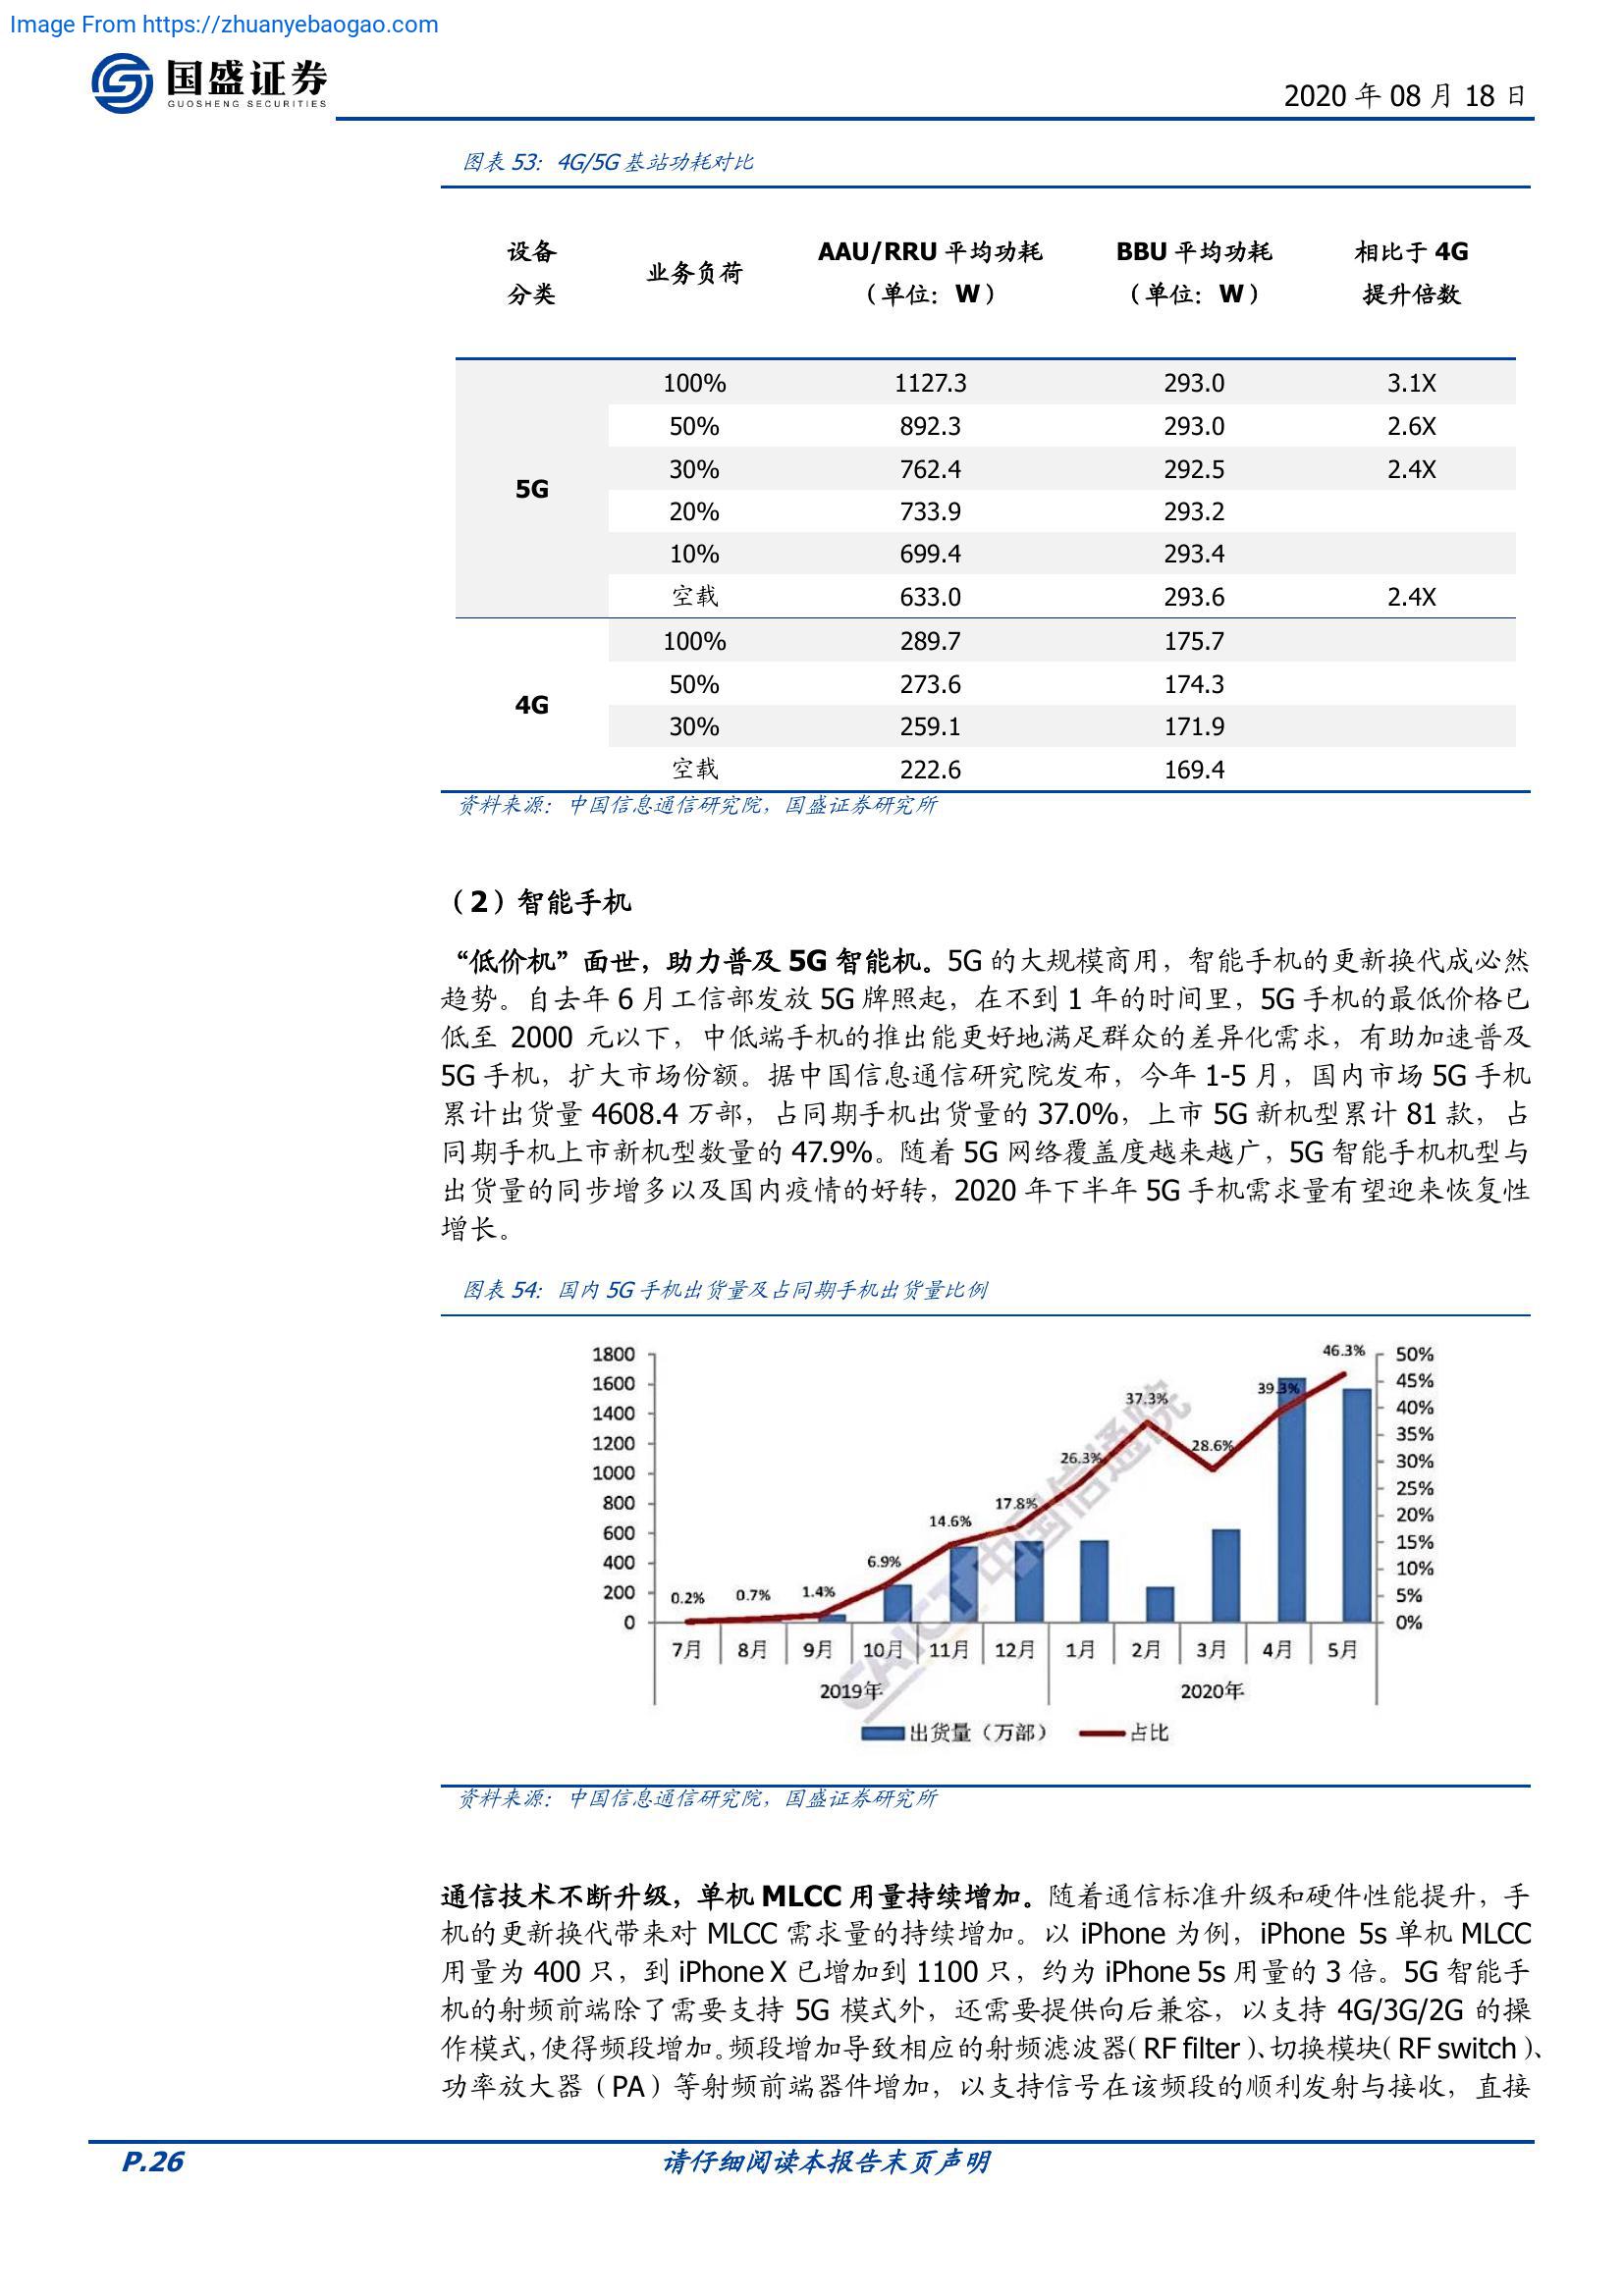 Image From https://zhuanyebaogao.com
国盛证券
GUOSHENG SECURITIES
2020 年 08 月 18 日
图表 53：4G/5G 基站功耗对比
设备分类 业务负荷 AAU/RRU 平均功耗（单位：W） BBU 平均功耗（单位：W） 相比于 4G 提升倍数
5G
100% 1127.3 293.0 3.1X
50% 892.3 293.0 2.6X
30% 762.4 292.5 2.4X
20% 733.9 293.2
10% 699.4 293.4
空载 633.0 293.6 2.4X
4G
100% 289.7 175.7
50% 273.6 174.3
30% 259.1 171.9
空载 222.6 169.4
资料来源：中国信息通信研究院，国盛证券研究所
（2）智能手机
“低价机”面世，助力普及 5G 智能机。5G 的大规模商用，智能手机的更新换代成必然
趋势。自去年 6 月工信部发放 5G 牌照起，在不到 1 年的时间里，5G 手机的最低价格已
低至 2000 元以下，中低端手机的推出能更好地满足群众的差异化需求，有助加速普及
5G 手机，扩大市场份额。据中国信息通信研究院发布，今年 1-5 月，国内市场 5G 手机
累计出货量 4608.4 万部，占同期手机出货量的 37.0%，上市 5G 新机型累计 81 款，占
同期手机上市新机型数量的 47.9%。随着 5G 网络覆盖度越来越广，5G 智能手机机型与
出货量的同步增多以及国内疫情的好转，2020 年下半年 5G 手机需求量有望迎来恢复性
增长。
图表 54：国内 5G 手机出货量及占同期手机出货量比例
1800
1600
1400
1200
1000
800
600
400
200
0
0.2% 0.7% 1.4% 6.9% 14.6% 17.8% 26.3% 37.3% 28.6% 39.3% 46.3%
50%
45%
40%
35%
30%
25%
20%
15%
10%
5%
0%
7月 8月 9月 10月 11月 12月 1月 2月 3月 4月 5月
2019年 2020年
CAICT 中国信通院
出货量（万部） 占比
资料来源：中国信息通信研究院，国盛证券研究所
通信技术不断升级，单机 MLCC 用量持续增加。随着通信标准升级和硬件性能提升，手
机的更新换代带来对 MLCC 需求量的持续增加。以 iPhone 为例，iPhone 5s 单机 MLCC
用量为 400 只，到 iPhone X 已增加到 1100 只，约为 iPhone 5s 用量的 3 倍。5G 智能手
机的射频前端除了需要支持 5G 模式外，还需要提供向后兼容，以支持 4G/3G/2G 的操
作模式，使得频段增加。频段增加导致相应的射频滤波器（RF filter）、切换模块（RF switch）、
功率放大器（PA）等射频前端器件增加，以支持信号在该频段的顺利发射与接收，直接
P.26
请仔细阅读本报告末页声明